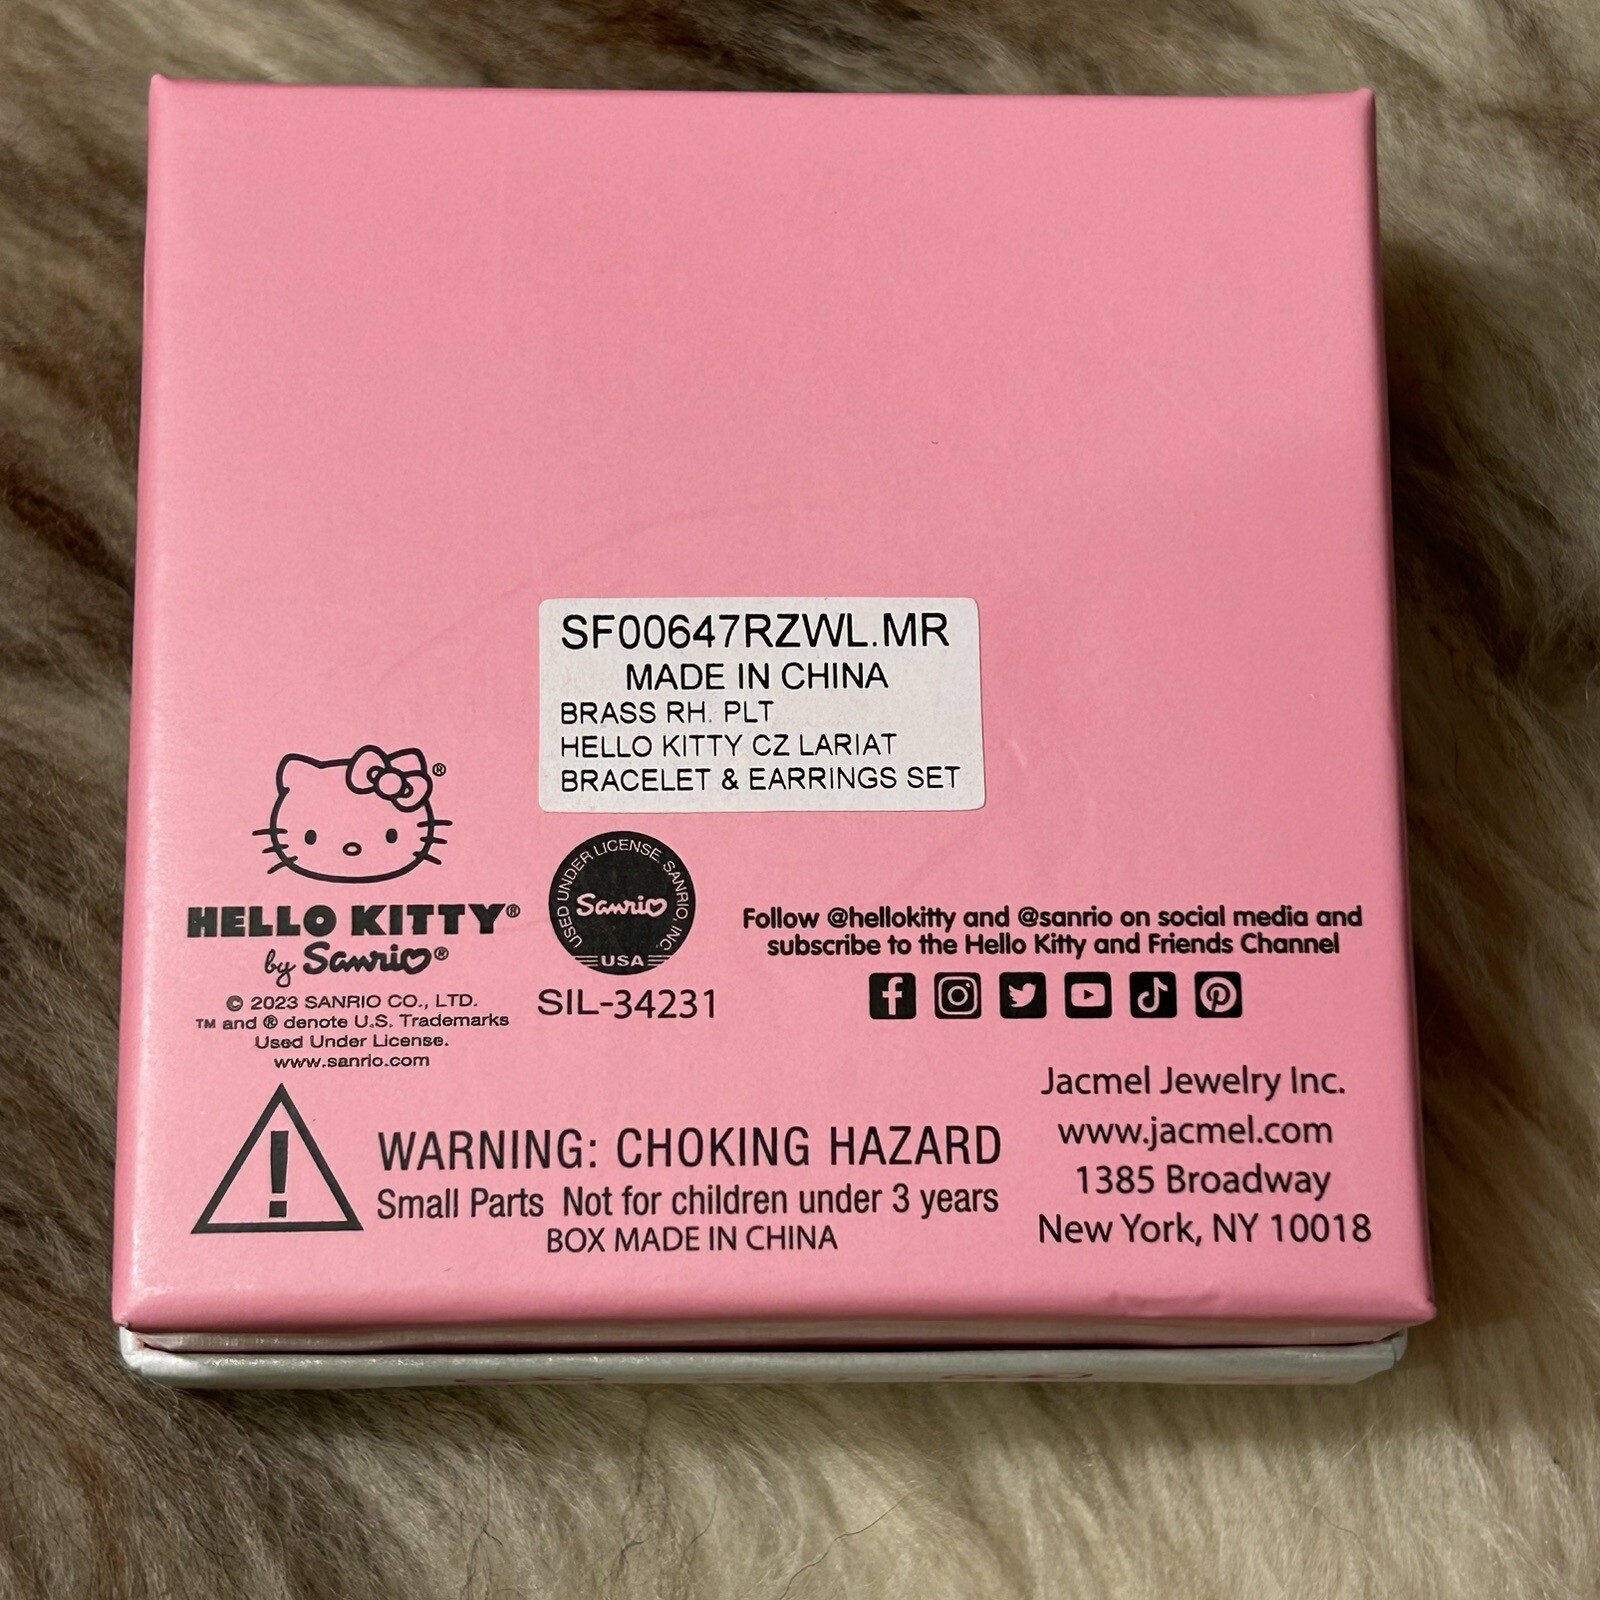 SF00647RZWL.MR
MADE IN CHINA
BRASS RH. PLT
HELLO KITTY CZ LARIAT
BRACELET & EARRINGS SET
®
HELLO KITTY®
by Sanrio®
© 2023 SANRIO CO., LTD.
TM and ® denote U.S. Trademarks
Used Under License.
www.sanrio.com
USED UNDER LICENSE. SANRIO, INC.
Sanrio
USA
SIL-34231
Follow @hellokitty and @sanrio on social media and
subscribe to the Hello Kitty and Friends Channel
Jacmel Jewelry Inc.
www.jacmel.com
1385 Broadway
New York, NY 10018
WARNING: CHOKING HAZARD
Small Parts Not for children under 3 years
BOX MADE IN CHINA